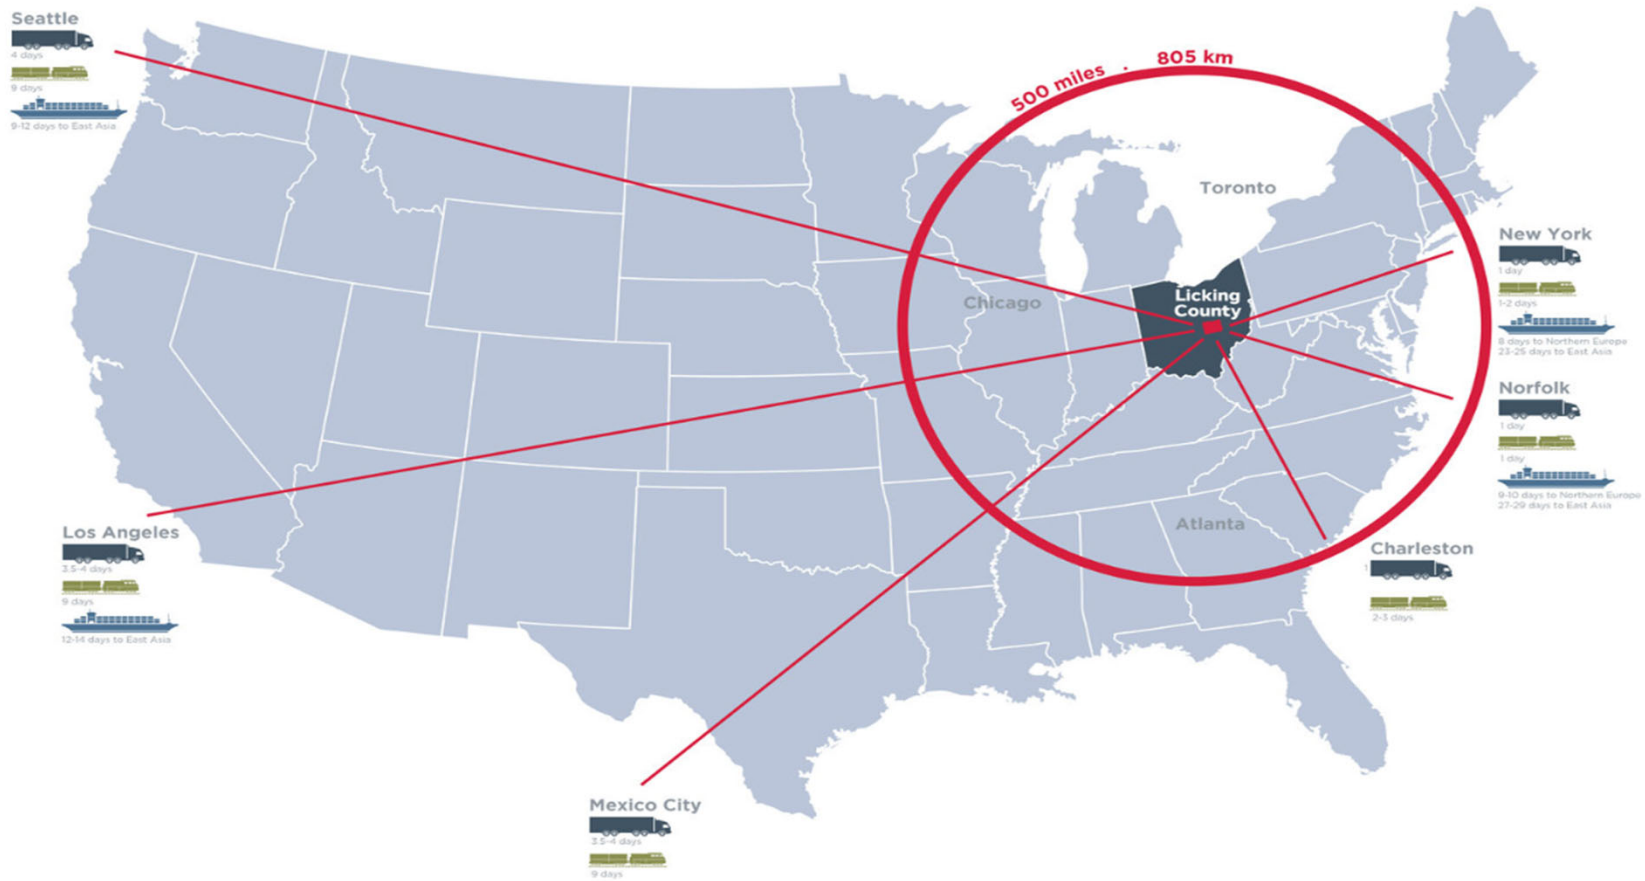 Seattle
4 days
9 days
9-12 days to East Asia
500 miles . 805 km
Toronto
Chicago
Licking
County
Atlanta
New York
1 day
1-2 days
8 days to Northern Europe
23-25 days to East Asia
Norfolk
1 day
1 day
9-10 days to Northern Europe
27-29 days to East Asia
Los Angeles
3.5-4 days
9 days
12-14 days to East Asia
Charleston
1
2-3 days
Mexico City
3.5-4 days
9 days